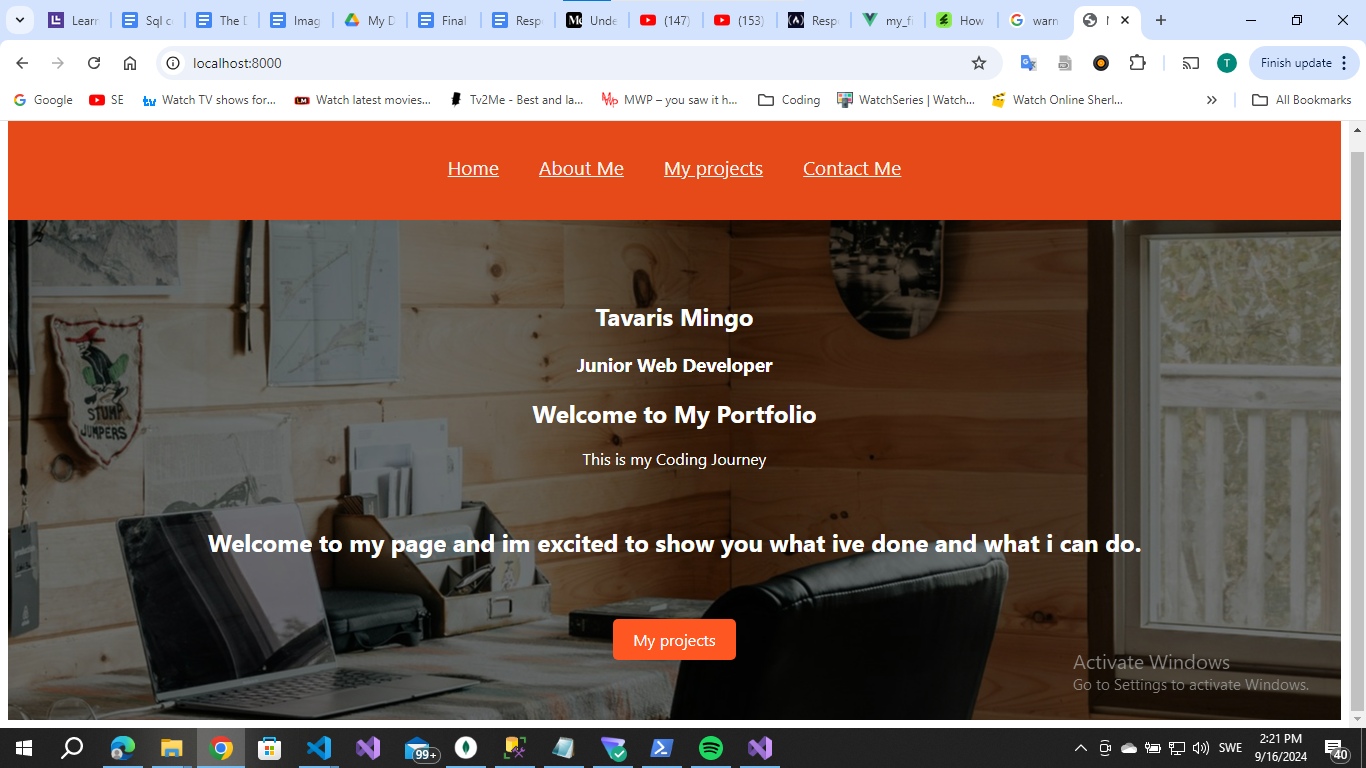 Learn
Sql c
The D
Imag
My D
Final
Resp
Unde
(147)
(153)
Resp
my_fi
How
warn
localhost:8000
T
Finish update
Google
SE
Watch TV shows for...
Watch latest movies...
Tv2Me - Best and la...
MWP – you saw it h...
Coding
WatchSeries | Watch...
Watch Online Sherl...
All Bookmarks
Home About Me My projects Contact Me
STUMP
JUMPERS
Tavaris Mingo
Junior Web Developer
Welcome to My Portfolio
This is my Coding Journey
Welcome to my page and im excited to show you what ive done and what i can do.
My projects
Activate Windows
Go to Settings to activate Windows.
99+
SWE
2:21 PM
9/16/2024
40